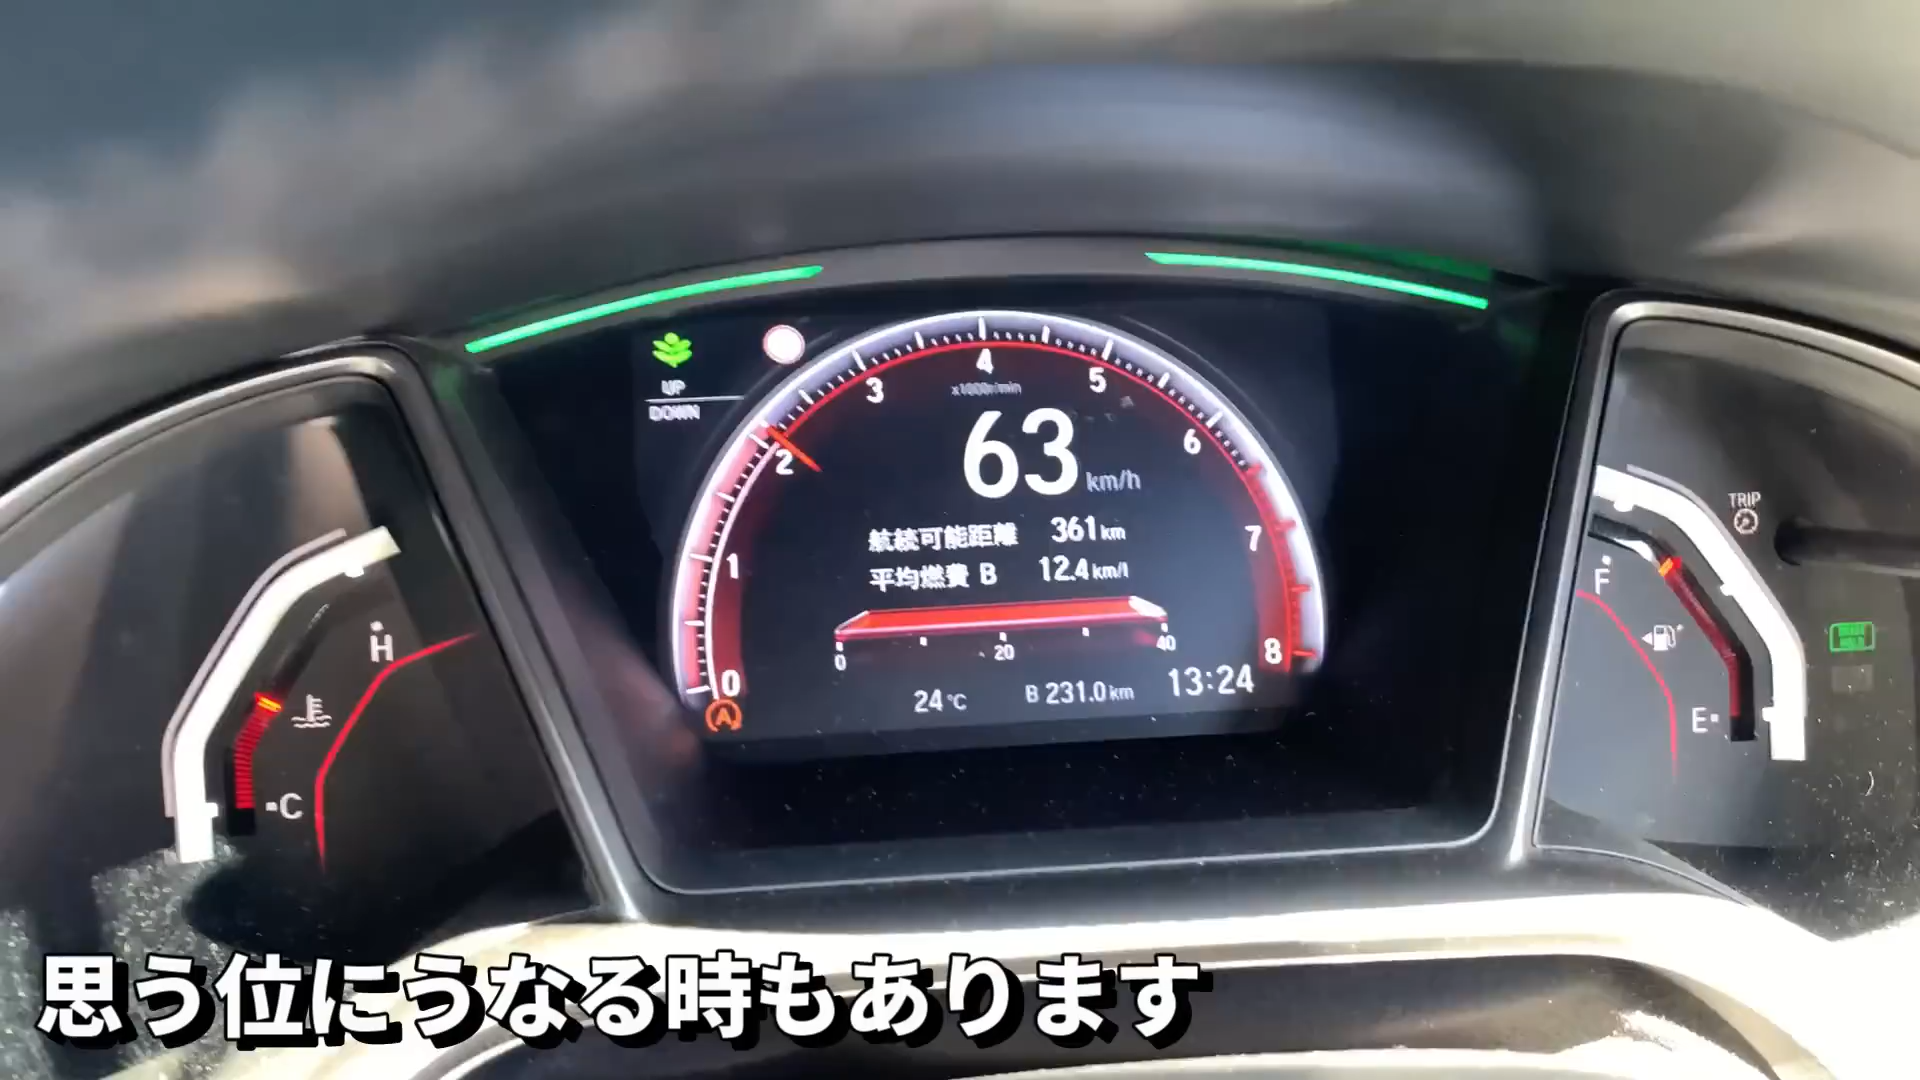 UP
DOWN
0
1
2
3
4
5
6
7
8
x1000r/min
63 km/h
航続可能距離 361 km
平均燃費 B 12.4 km/l
0 20 40
24℃ B 231.0 km 13:24
A
H
C
TRIP
F
E
思う位にうなる時もあります